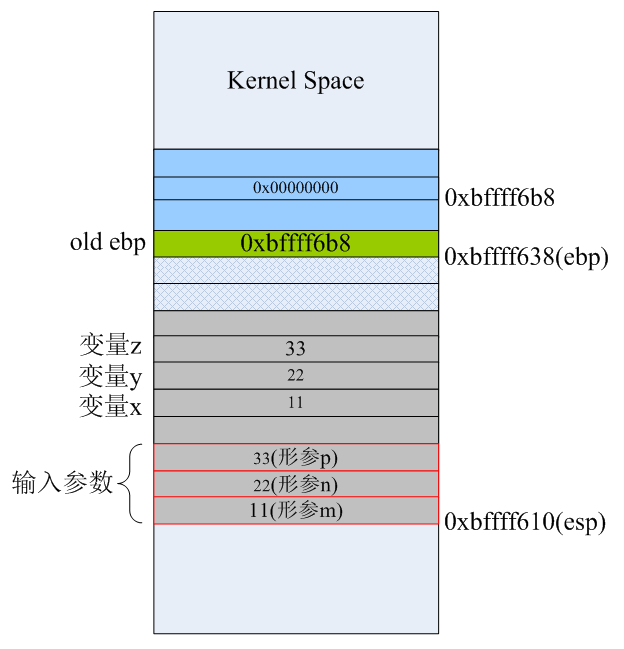 Kernel Space
0x00000000
0xbffff6b8
old ebp
0xbffff6b8
0xbffff638(ebp)
变量z
33
变量y
22
变量x
11
输入参数
33(形参p)
22(形参n)
11(形参m)
0xbffff610(esp)